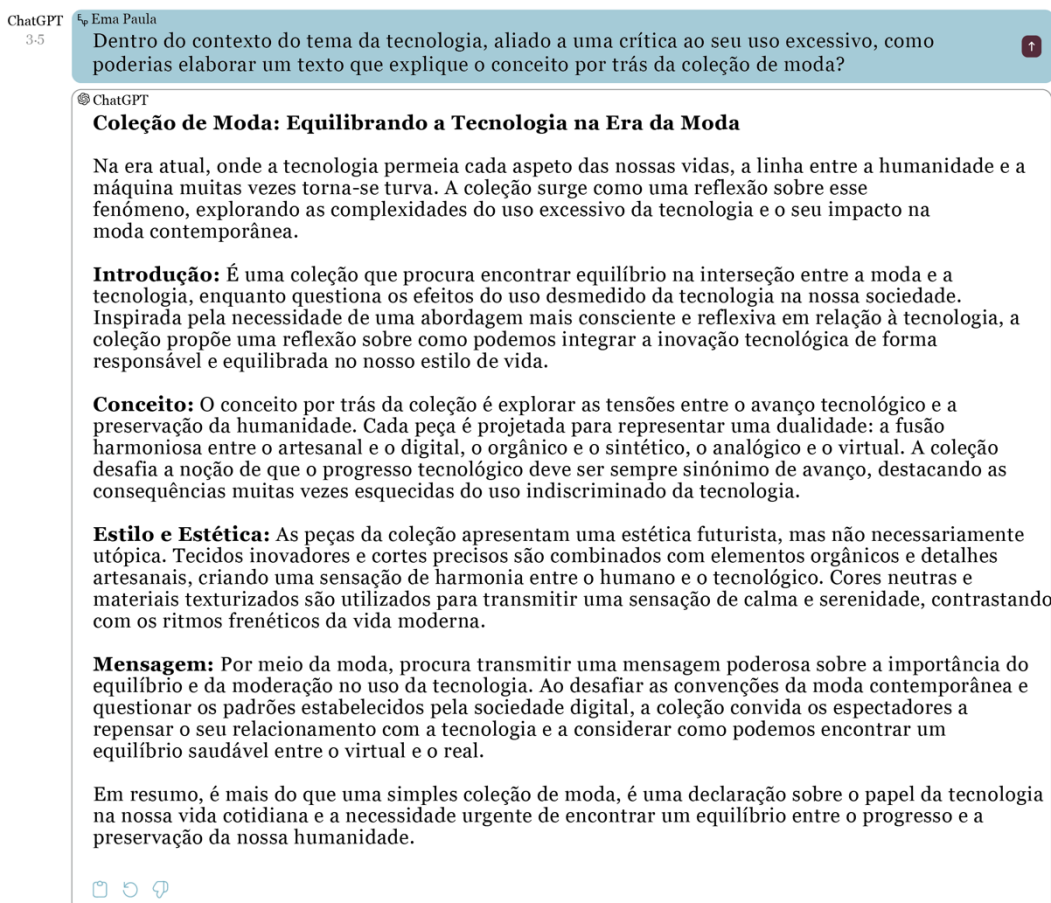 ChatGPT
3.5
Ema Paula
Dentro do contexto do tema da tecnologia, aliado a uma crítica ao seu uso excessivo, como
poderias elaborar um texto que explique o conceito por trás da coleção de moda?
ChatGPT
Coleção de Moda: Equilibrando a Tecnologia na Era da Moda
Na era atual, onde a tecnologia permeia cada aspeto das nossas vidas, a linha entre a humanidade e a
máquina muitas vezes torna-se turva. A coleção surge como uma reflexão sobre esse
fenómeno, explorando as complexidades do uso excessivo da tecnologia e o seu impacto na
moda contemporânea.
Introdução: É uma coleção que procura encontrar equilíbrio na interseção entre a moda e a
tecnologia, enquanto questiona os efeitos do uso desmedido da tecnologia na nossa sociedade.
Inspirada pela necessidade de uma abordagem mais consciente e reflexiva em relação à tecnologia, a
coleção propõe uma reflexão sobre como podemos integrar a inovação tecnológica de forma
responsável e equilibrada no nosso estilo de vida.
Conceito: O conceito por trás da coleção é explorar as tensões entre o avanço tecnológico e a
preservação da humanidade. Cada peça é projetada para representar uma dualidade: a fusão
harmoniosa entre o artesanal e o digital, o orgânico e o sintético, o analógico e o virtual. A coleção
desafia a noção de que o progresso tecnológico deve ser sempre sinónimo de avanço, destacando as
consequências muitas vezes esquecidas do uso indiscriminado da tecnologia.
Estilo e Estética: As peças da coleção apresentam uma estética futurista, mas não necessariamente
utópica. Tecidos inovadores e cortes precisos são combinados com elementos orgânicos e detalhes
artesanais, criando uma sensação de harmonia entre o humano e o tecnológico. Cores neutras e
materiais texturizados são utilizados para transmitir uma sensação de calma e serenidade, contrastando
com os ritmos frenéticos da vida moderna.
Mensagem: Por meio da moda, procura transmitir uma mensagem poderosa sobre a importância do
equilíbrio e da moderação no uso da tecnologia. Ao desafiar as convenções da moda contemporânea e
questionar os padrões estabelecidos pela sociedade digital, a coleção convida os espectadores a
repensar o seu relacionamento com a tecnologia e a considerar como podemos encontrar um
equilíbrio saudável entre o virtual e o real.
Em resumo, é mais do que uma simples coleção de moda, é uma declaração sobre o papel da tecnologia
na nossa vida cotidiana e a necessidade urgente de encontrar um equilíbrio entre o progresso e a
preservação da nossa humanidade.